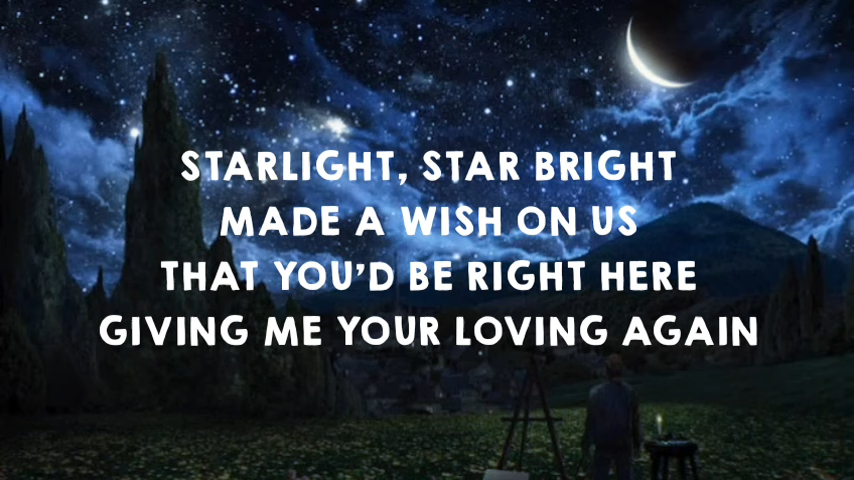 STARLIGHT, STAR BRIGHT
MADE A WISH ON US
THAT YOU'D BE RIGHT HERE
GIVING ME YOUR LOVING AGAIN